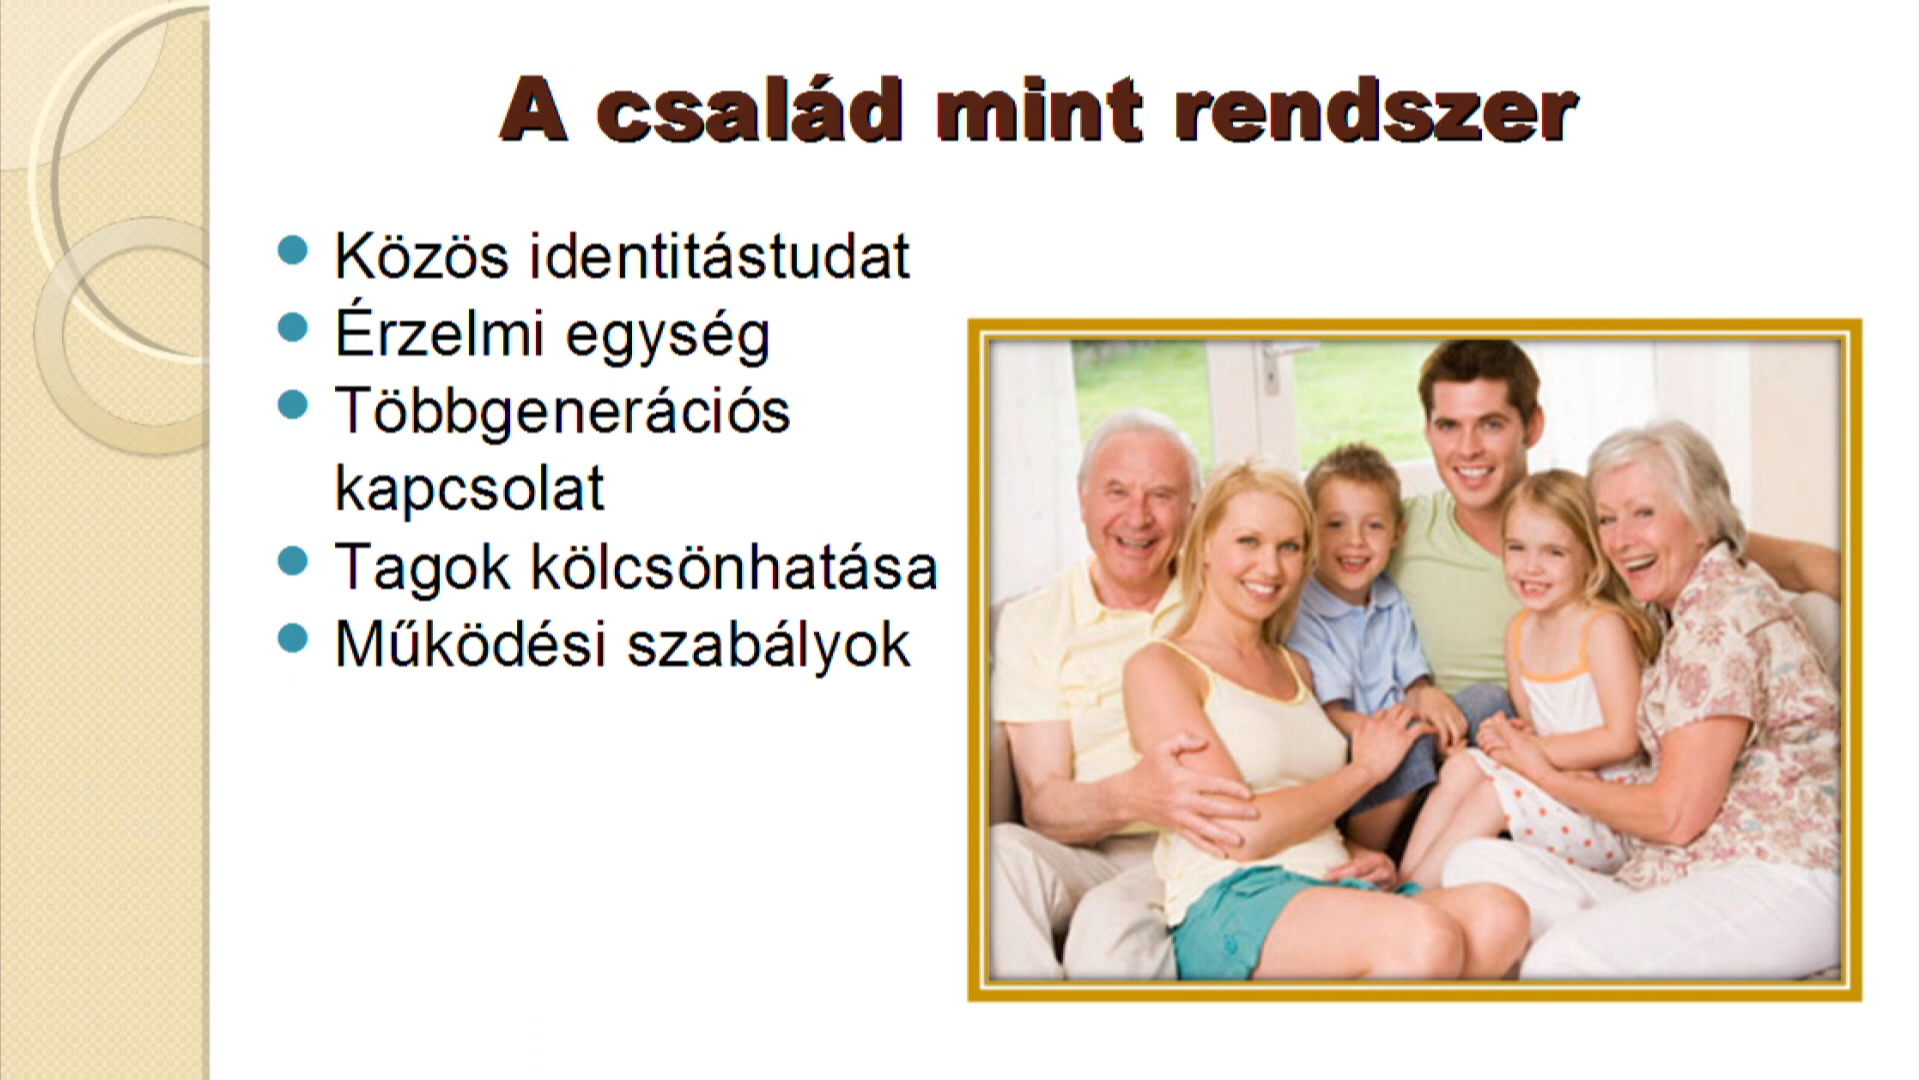 A család mint rendszer
Közös identitástudat
Érzelmi egység
Többgenerációs
kapcsolat
Tagok kölcsönhatása
Működési szabályok